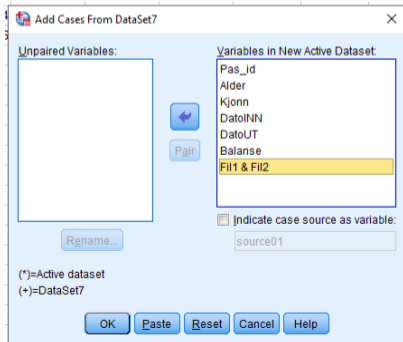 Add Cases From DataSet7
Unpaired Variables:
Variables in New Active Dataset:
Pas_id
Alder
Kjonn
DatoINN
DatoUT
Balanse
Fil1 & Fil2
Pair
Rename...
Indicate case source as variable:
source01
(*)=Active dataset
(+)=DataSet7
OK
Paste
Reset
Cancel
Help